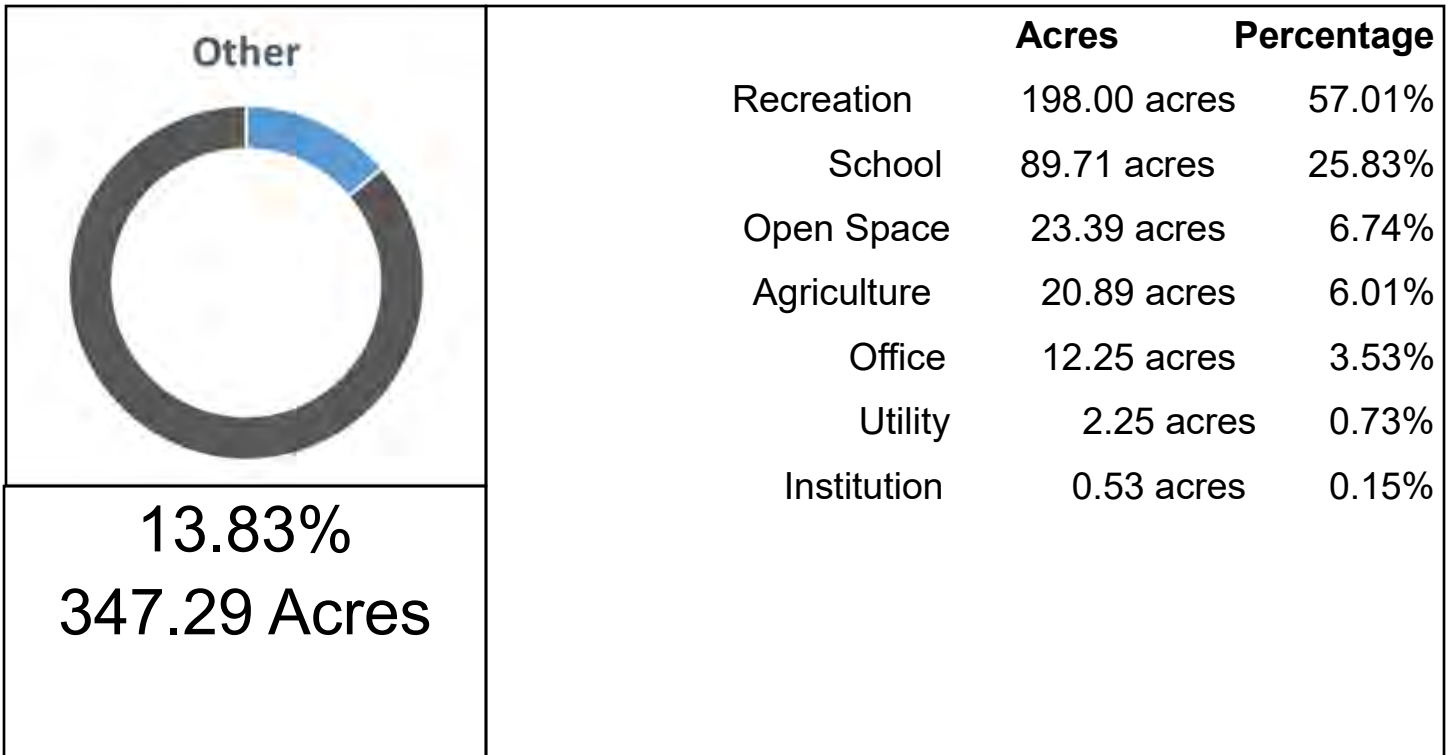 Other
13.83%
347.29 Acres
Acres Percentage
Recreation 198.00 acres 57.01%
School 89.71 acres 25.83%
Open Space 23.39 acres 6.74%
Agriculture 20.89 acres 6.01%
Office 12.25 acres 3.53%
Utility 2.25 acres 0.73%
Institution 0.53 acres 0.15%